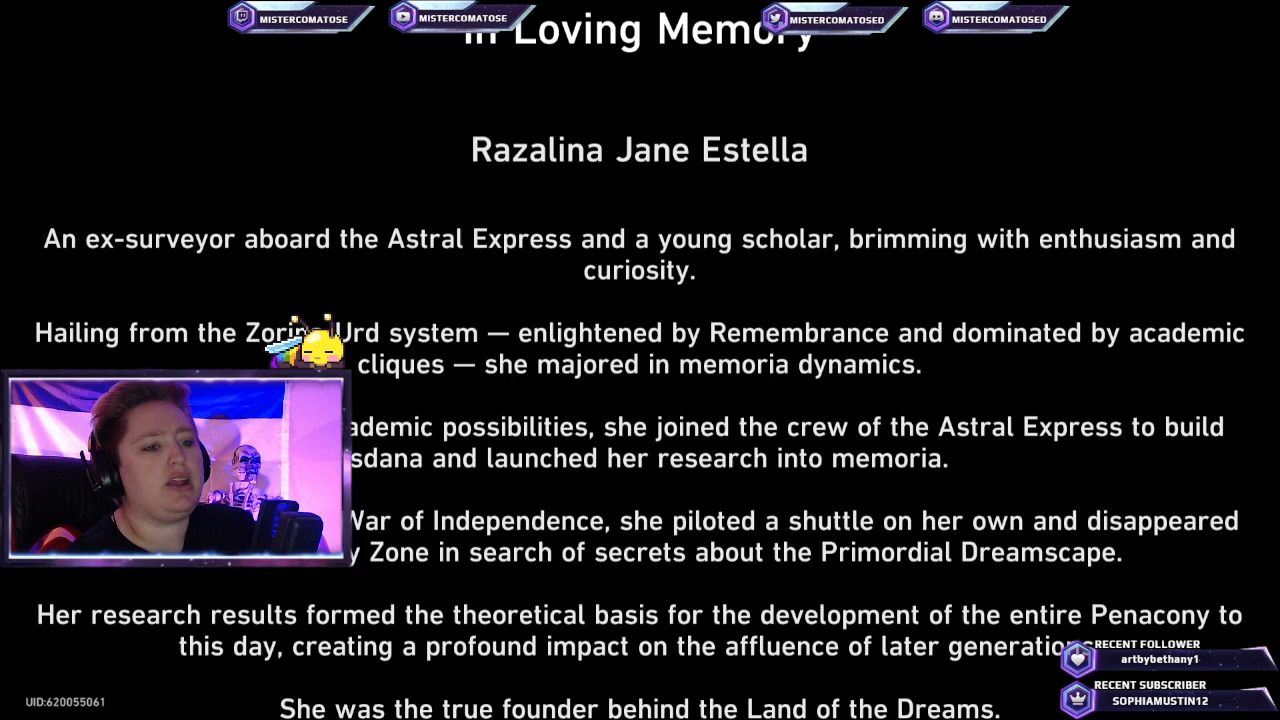 MISTERCOMATOSE
MISTERCOMATOSE
MISTERCOMATOSED
MISTERCOMATOSED
In Loving Memory
Razalina Jane Estella
An ex-surveyor aboard the Astral Express and a young scholar, brimming with enthusiasm and
curiosity.
Hailing from the Urd system — enlightened by Remembrance and dominated by academic
cliques — she majored in memoria dynamics.
ademic possibilities, she joined the crew of the Astral Express to build
sdana and launched her research into memoria.
War of Independence, she piloted a shuttle on her own and disappeared
y Zone in search of secrets about the Primordial Dreamscape.
Her research results formed the theoretical basis for the development of the entire Penacony to
this day, creating a profound impact on the affluence of later generation
RECENT FOLLOWER
artbybethany1
RECENT SUBSCRIBER
SOPHIAMUSTIN12
UID:620055061
She was the true founder behind the Land of the Dreams.